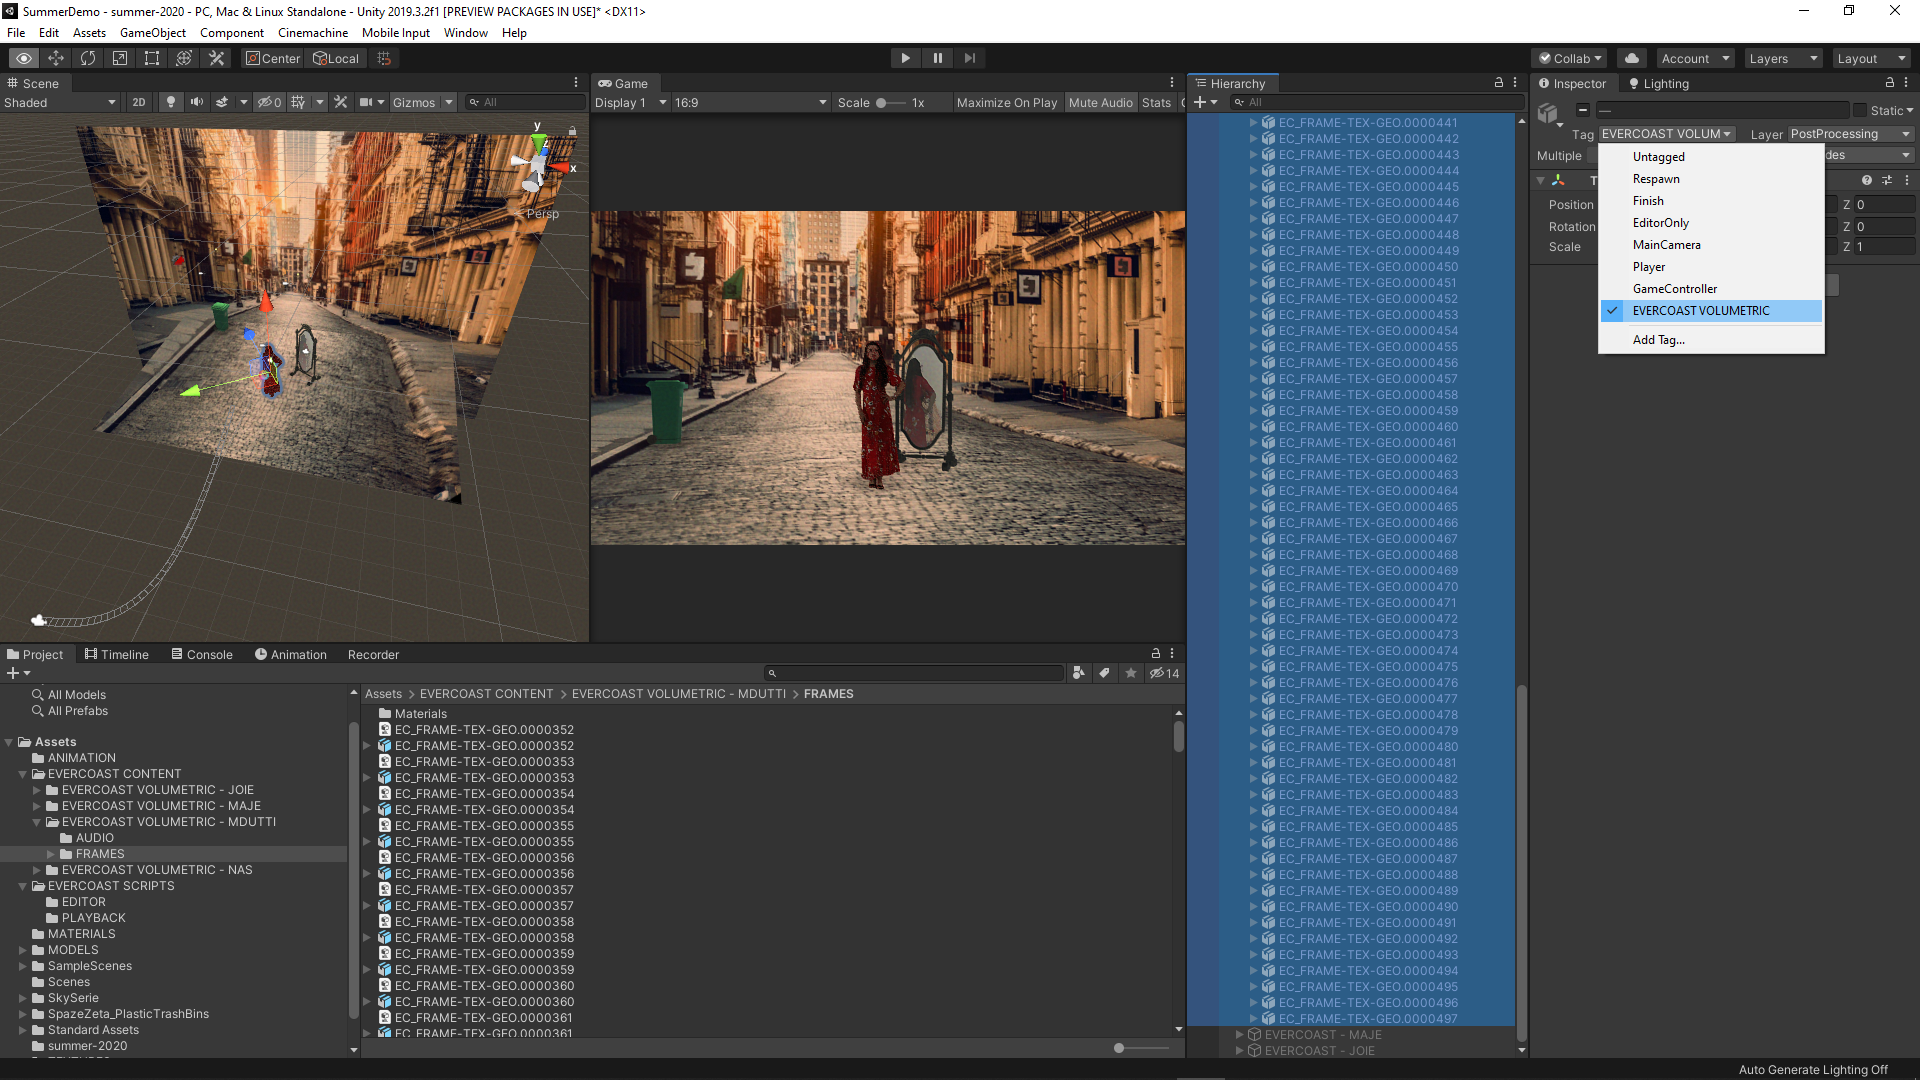 SummerDemo - summer-2020 - PC, Mac & Linux Standalone - Unity 2019.3.2f1 [PREVIEW PACKAGES IN USE]* <DX11>
File Edit Assets GameObject Component Cinemachine Mobile Input Window Help
Center Local Collab Account Layers Layout
Scene
Shaded 2D 0 Gizmos All
y
x
Persp
Game
Display 1 16:9 Scale 1x Maximize On Play Mute Audio Stats
Hierarchy
All
EC_FRAME-TEX-GEO.0000441
EC_FRAME-TEX-GEO.0000442
EC_FRAME-TEX-GEO.0000443
EC_FRAME-TEX-GEO.0000444
EC_FRAME-TEX-GEO.0000445
EC_FRAME-TEX-GEO.0000446
EC_FRAME-TEX-GEO.0000447
EC_FRAME-TEX-GEO.0000448
EC_FRAME-TEX-GEO.0000449
EC_FRAME-TEX-GEO.0000450
EC_FRAME-TEX-GEO.0000451
EC_FRAME-TEX-GEO.0000452
EC_FRAME-TEX-GEO.0000453
EC_FRAME-TEX-GEO.0000454
EC_FRAME-TEX-GEO.0000455
EC_FRAME-TEX-GEO.0000456
EC_FRAME-TEX-GEO.0000457
EC_FRAME-TEX-GEO.0000458
EC_FRAME-TEX-GEO.0000459
EC_FRAME-TEX-GEO.0000460
EC_FRAME-TEX-GEO.0000461
EC_FRAME-TEX-GEO.0000462
EC_FRAME-TEX-GEO.0000463
EC_FRAME-TEX-GEO.0000464
EC_FRAME-TEX-GEO.0000465
EC_FRAME-TEX-GEO.0000466
EC_FRAME-TEX-GEO.0000467
EC_FRAME-TEX-GEO.0000468
EC_FRAME-TEX-GEO.0000469
EC_FRAME-TEX-GEO.0000470
EC_FRAME-TEX-GEO.0000471
EC_FRAME-TEX-GEO.0000472
EC_FRAME-TEX-GEO.0000473
EC_FRAME-TEX-GEO.0000474
EC_FRAME-TEX-GEO.0000475
EC_FRAME-TEX-GEO.0000476
EC_FRAME-TEX-GEO.0000477
EC_FRAME-TEX-GEO.0000478
EC_FRAME-TEX-GEO.0000479
EC_FRAME-TEX-GEO.0000480
EC_FRAME-TEX-GEO.0000481
EC_FRAME-TEX-GEO.0000482
EC_FRAME-TEX-GEO.0000483
EC_FRAME-TEX-GEO.0000484
EC_FRAME-TEX-GEO.0000485
EC_FRAME-TEX-GEO.0000486
EC_FRAME-TEX-GEO.0000487
EC_FRAME-TEX-GEO.0000488
EC_FRAME-TEX-GEO.0000489
EC_FRAME-TEX-GEO.0000490
EC_FRAME-TEX-GEO.0000491
EC_FRAME-TEX-GEO.0000492
EC_FRAME-TEX-GEO.0000493
EC_FRAME-TEX-GEO.0000494
EC_FRAME-TEX-GEO.0000495
EC_FRAME-TEX-GEO.0000496
EC_FRAME-TEX-GEO.0000497
EVERCOAST - MAJE
EVERCOAST - JOIE
Inspector Lighting
— Static
Tag EVERCOAST VOLUM Layer PostProcessing
Multiple des
T
Position Z 0
Rotation Z 0
Scale Z 1
Untagged
Respawn
Finish
EditorOnly
MainCamera
Player
GameController
EVERCOAST VOLUMETRIC
Add Tag...
Project Timeline Console Animation Recorder
14
All Models
All Prefabs
Assets
ANIMATION
EVERCOAST CONTENT
EVERCOAST VOLUMETRIC - JOIE
EVERCOAST VOLUMETRIC - MAJE
EVERCOAST VOLUMETRIC - MDUTTI
AUDIO
FRAMES
EVERCOAST VOLUMETRIC - NAS
EVERCOAST SCRIPTS
EDITOR
PLAYBACK
MATERIALS
MODELS
SampleScenes
Scenes
SkySerie
SpazeZeta_PlasticTrashBins
Standard Assets
summer-2020
Assets > EVERCOAST CONTENT > EVERCOAST VOLUMETRIC - MDUTTI > FRAMES
Materials
EC_FRAME-TEX-GEO.0000352
EC_FRAME-TEX-GEO.0000352
EC_FRAME-TEX-GEO.0000353
EC_FRAME-TEX-GEO.0000353
EC_FRAME-TEX-GEO.0000354
EC_FRAME-TEX-GEO.0000354
EC_FRAME-TEX-GEO.0000355
EC_FRAME-TEX-GEO.0000355
EC_FRAME-TEX-GEO.0000356
EC_FRAME-TEX-GEO.0000356
EC_FRAME-TEX-GEO.0000357
EC_FRAME-TEX-GEO.0000357
EC_FRAME-TEX-GEO.0000358
EC_FRAME-TEX-GEO.0000358
EC_FRAME-TEX-GEO.0000359
EC_FRAME-TEX-GEO.0000359
EC_FRAME-TEX-GEO.0000360
EC_FRAME-TEX-GEO.0000360
EC_FRAME-TEX-GEO.0000361
EC_FRAME-TEX-GEO.0000361
Auto Generate Lighting Off